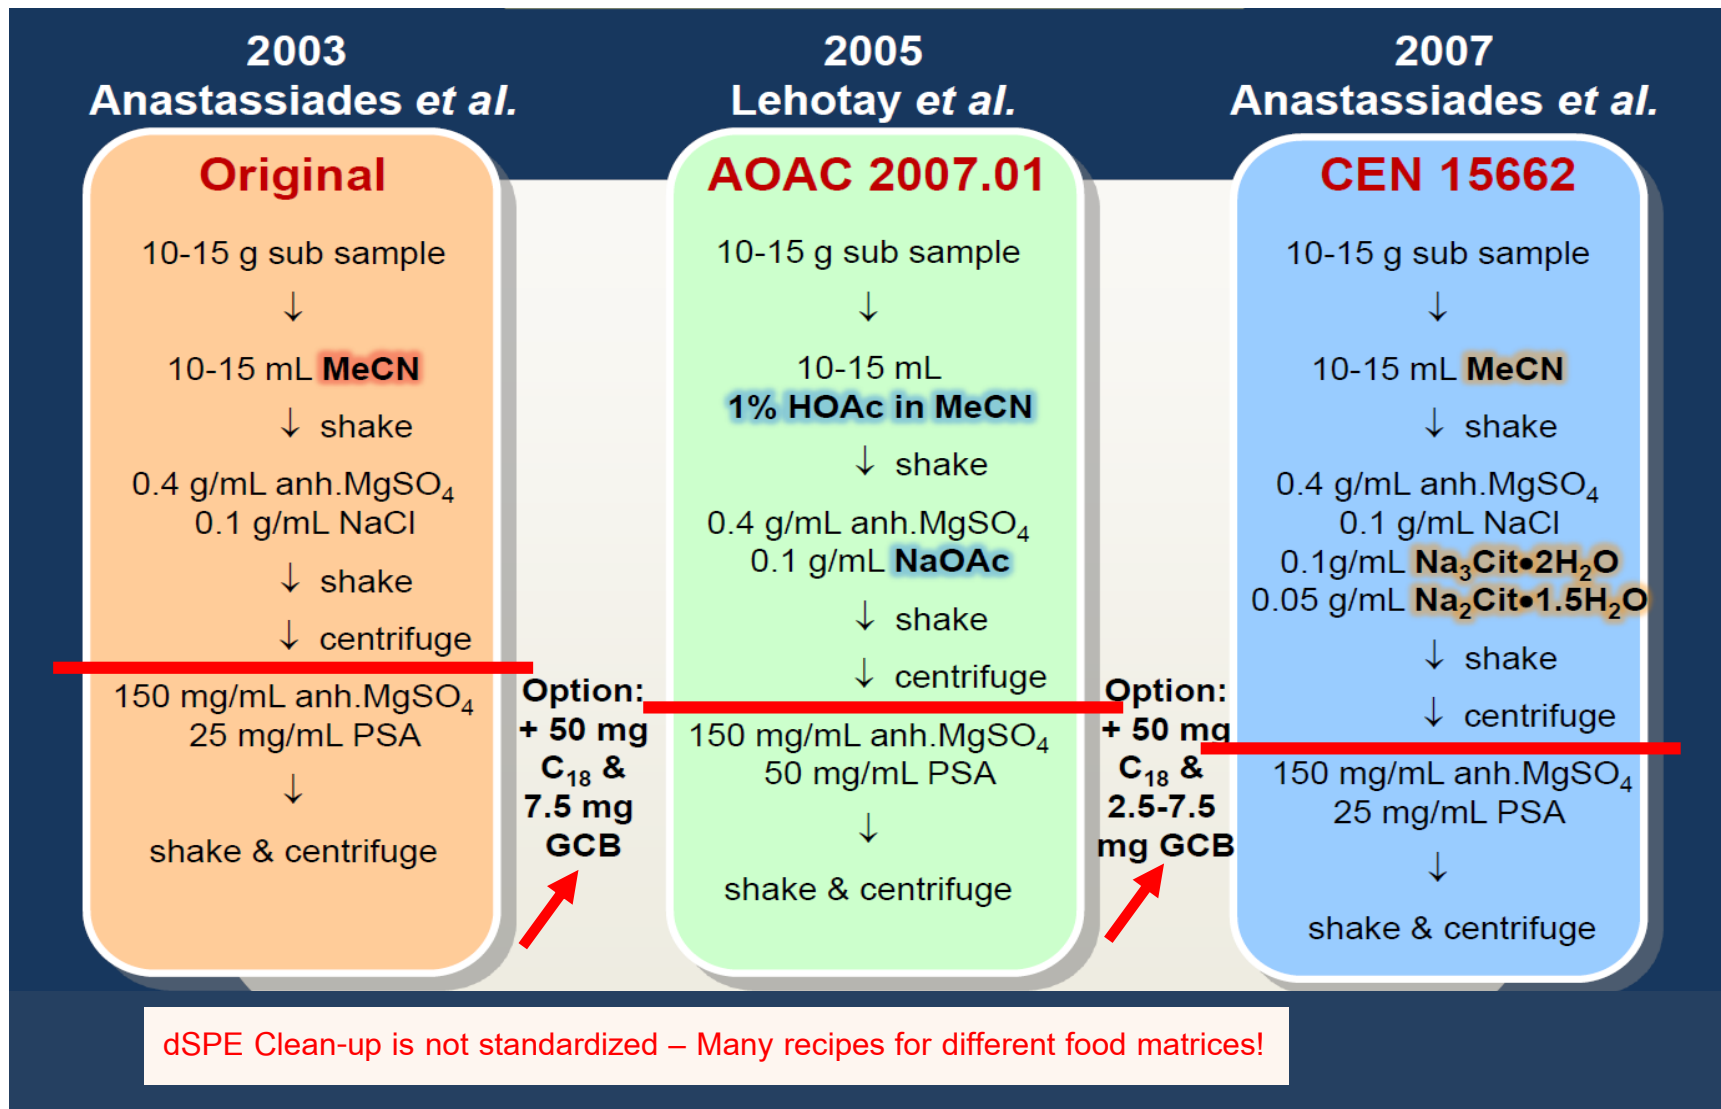 2003
Anastassiades et al.
Original
10-15 g sub sample
↓
10-15 mL MeCN
↓ shake
0.4 g/mL anh.MgSO₄
0.1 g/mL NaCl
↓ shake
↓ centrifuge
150 mg/mL anh.MgSO₄
25 mg/mL PSA
↓
shake & centrifuge
Option:
+ 50 mg
C₁₈ &
7.5 mg
GCB
2005
Lehotay et al.
AOAC 2007.01
10-15 g sub sample
↓
10-15 mL
1% HOAc in MeCN
↓ shake
0.4 g/mL anh.MgSO₄
0.1 g/mL NaOAc
↓ shake
↓ centrifuge
150 mg/mL anh.MgSO₄
50 mg/mL PSA
↓
shake & centrifuge
Option:
+ 50 mg
C₁₈ &
2.5-7.5
mg GCB
2007
Anastassiades et al.
CEN 15662
10-15 g sub sample
↓
10-15 mL MeCN
↓ shake
0.4 g/mL anh.MgSO₄
0.1 g/mL NaCl
0.1g/mL Na₃Cit•2H₂O
0.05 g/mL Na₂Cit•1.5H₂O
↓ shake
↓ centrifuge
150 mg/mL anh.MgSO₄
25 mg/mL PSA
↓
shake & centrifuge
dSPE Clean-up is not standardized – Many recipes for different food matrices!